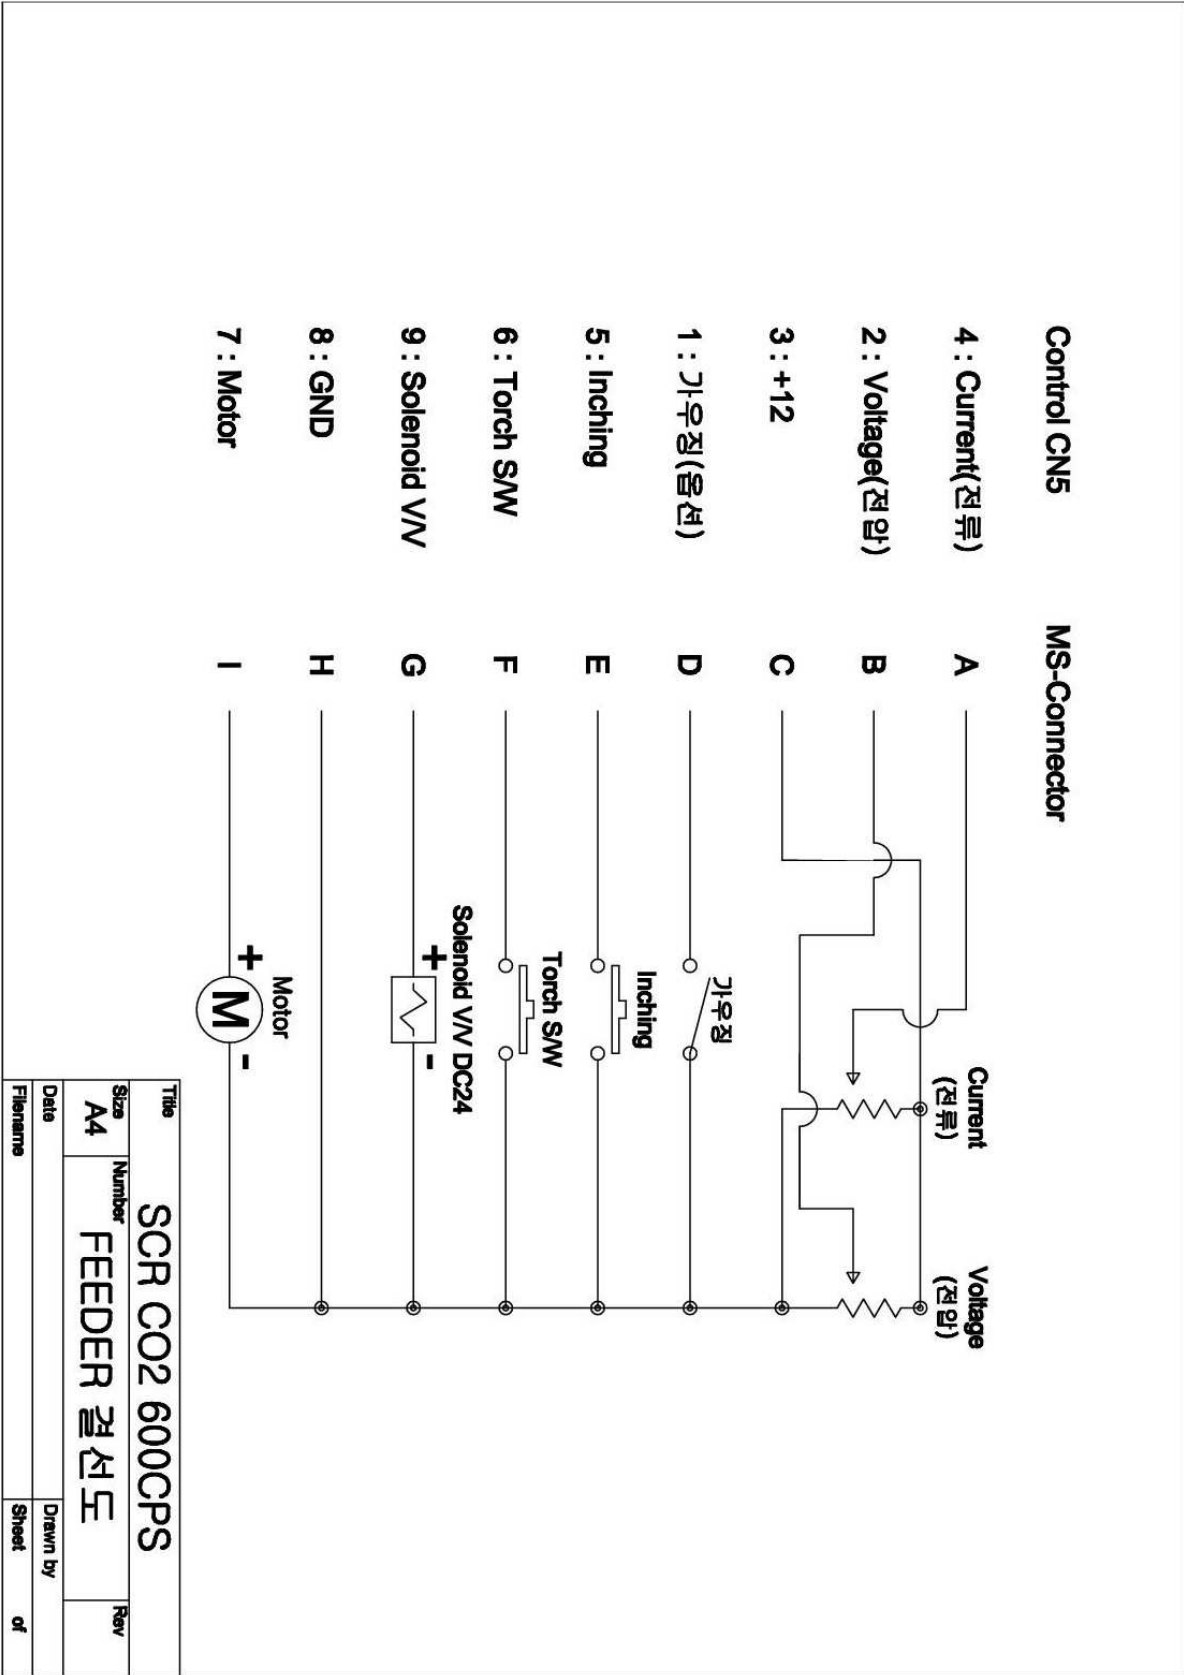 Control CN5 MS-Connector
4 : Current(전류) A
2 : Voltage(전압) B
3 : +12 C
1 : 가우징(옵션) D
5 : Inching E
6 : Torch S/W F
9 : Solenoid V/V G
8 : GND H
7 : Motor I
Current
(전류)
Voltage
(전압)
가우징
Inching
Torch S/W
Solenoid V/V DC24
+ -
Motor
+ M -
Title
SCR CO2 600CPS
Size Number Rev
A4 FEEDER 결선도
Date Drawn by
Filename Sheet of